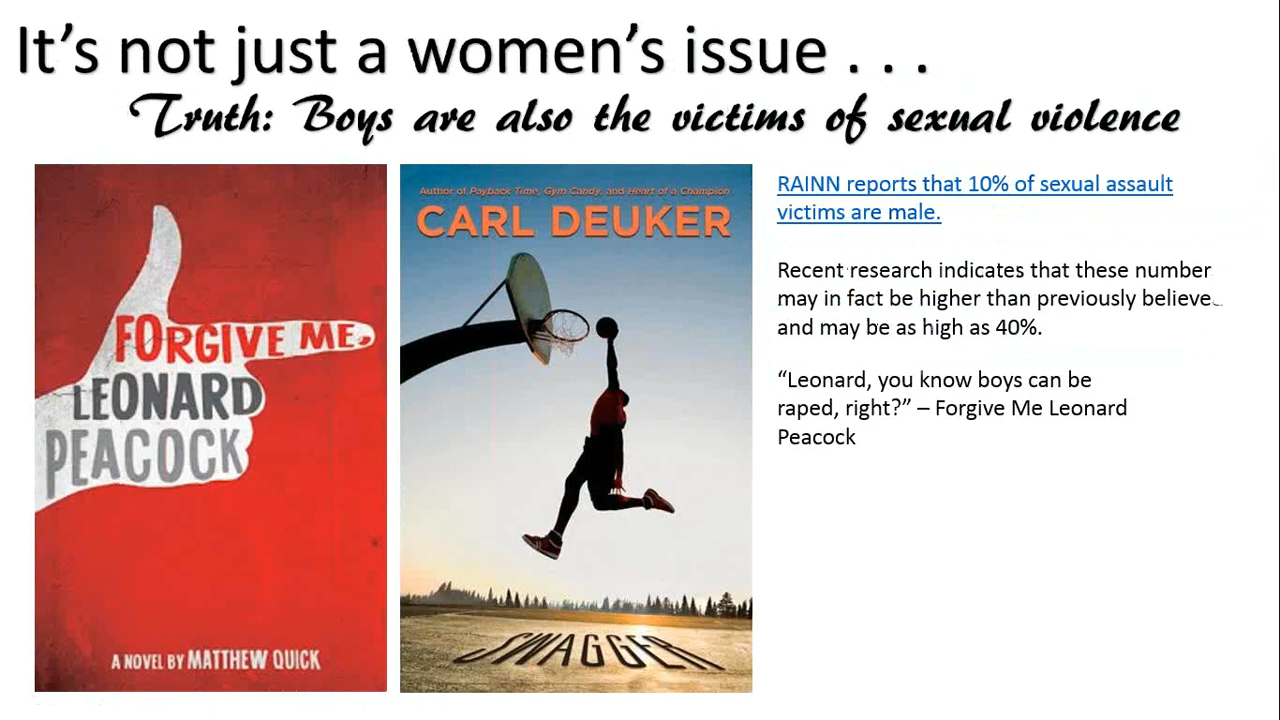 It's not just a women's issue . . .
Truth: Boys are also the victims of sexual violence
FORGIVE ME,
LEONARD
PEACOCK
A NOVEL BY MATTHEW QUICK
Author of Payback Time, Gym Candy, and Heart of a Champion
CARL DEUKER
SWAGGER
RAINN reports that 10% of sexual assault
victims are male.
Recent research indicates that these number
may in fact be higher than previously believe
and may be as high as 40%.
“Leonard, you know boys can be
raped, right?” – Forgive Me Leonard
Peacock